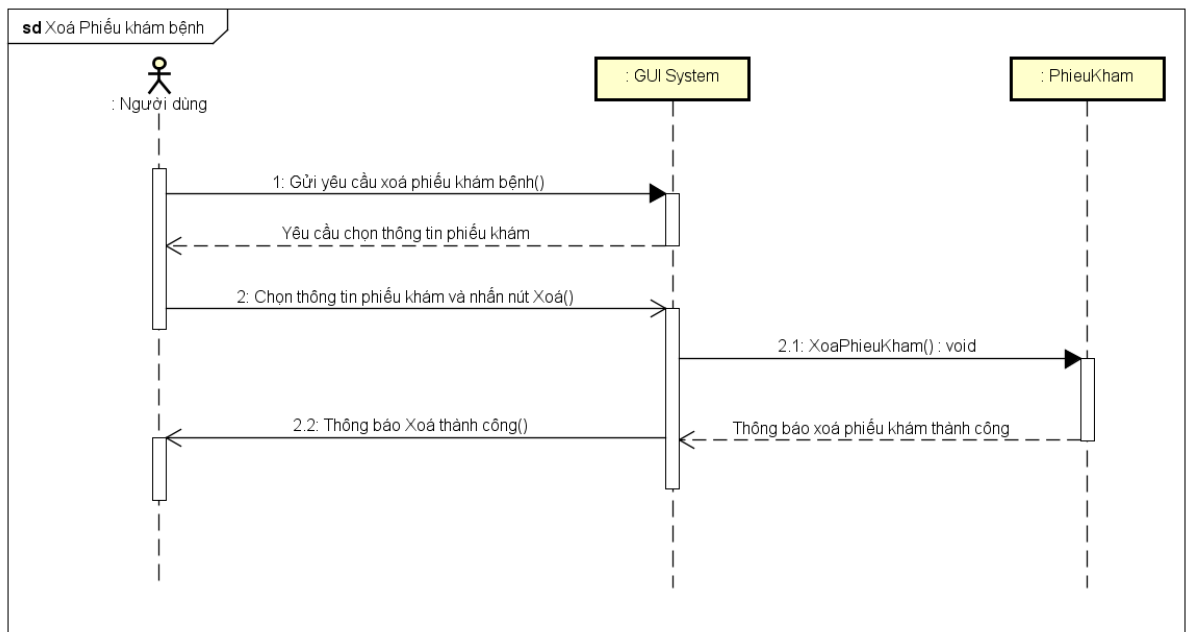 sd Xoá Phiếu khám bệnh
: Người dùng
: GUI System
: PhieuKham
1: Gửi yêu cầu xoá phiếu khám bệnh()
Yêu cầu chọn thông tin phiếu khám
2: Chọn thông tin phiếu khám và nhấn nút Xoá()
2.1: XoaPhieuKham() : void
2.2: Thông báo Xoá thành công()
Thông báo xoá phiếu khám thành công